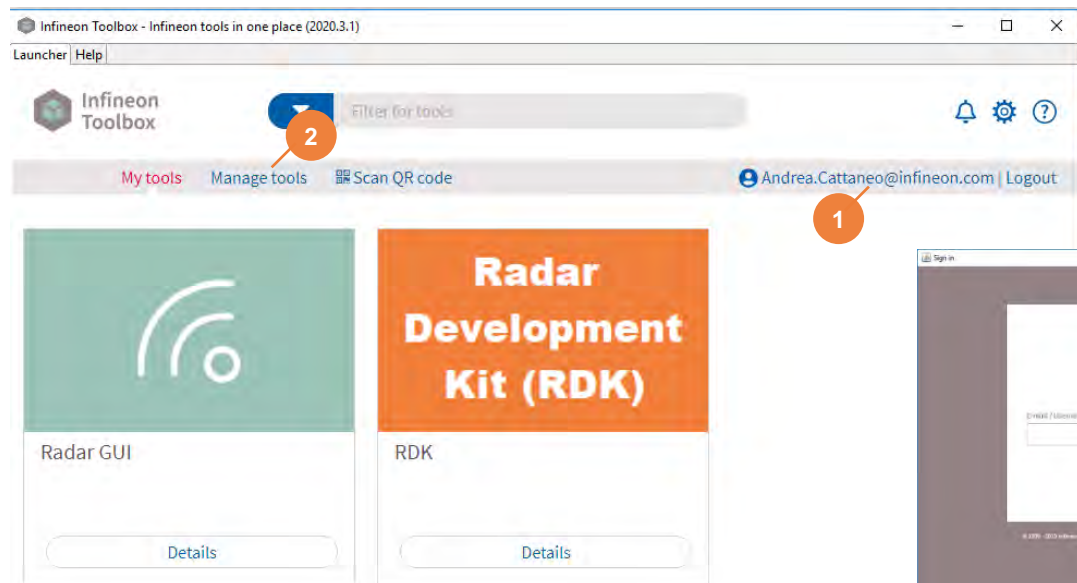 Infineon Toolbox - Infineon tools in one place (2020.3.1)
Launcher Help
Infineon
Toolbox
Filter for tools
2
My tools Manage tools Scan QR code Andrea.Cattaneo@infineon.com | Logout
1
Sign in
Radar
Development
Kit (RDK)
Radar GUI RDK
Details Details